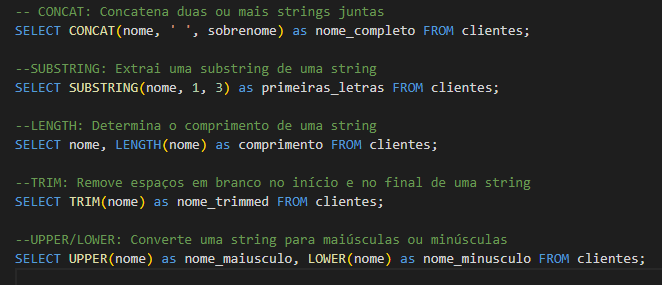 -- CONCAT: Concatena duas ou mais strings juntas
SELECT CONCAT(nome, ' ', sobrenome) as nome_completo FROM clientes;
--SUBSTRING: Extrai uma substring de uma string
SELECT SUBSTRING(nome, 1, 3) as primeiras_letras FROM clientes;
--LENGTH: Determina o comprimento de uma string
SELECT nome, LENGTH(nome) as comprimento FROM clientes;
--TRIM: Remove espaços em branco no início e no final de uma string
SELECT TRIM(nome) as nome_trimmed FROM clientes;
--UPPER/LOWER: Converte uma string para maiúsculas ou minúsculas
SELECT UPPER(nome) as nome_maiusculo, LOWER(nome) as nome_minusculo FROM clientes;